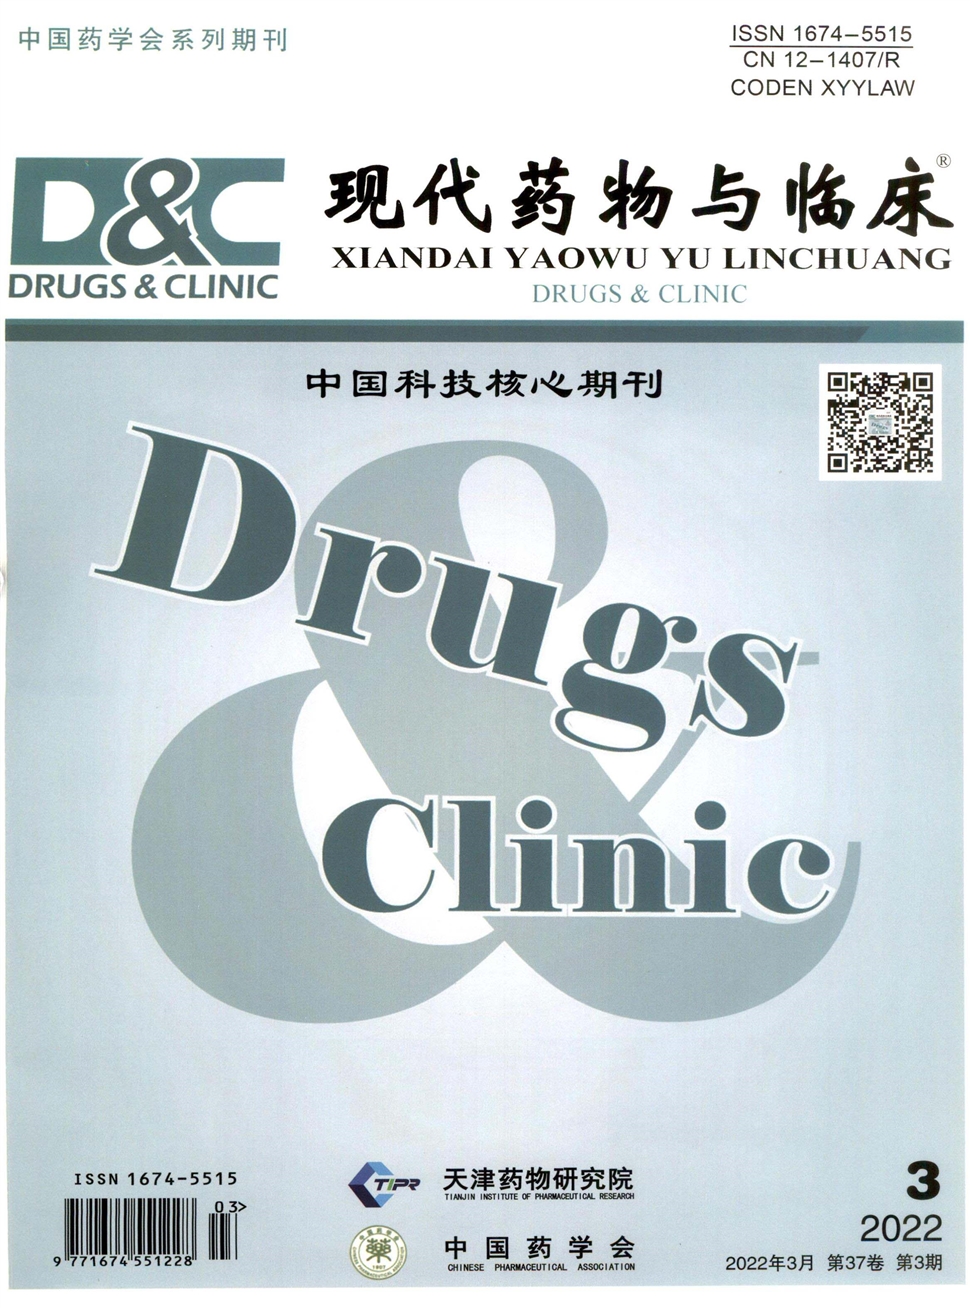 中国药学会系列期刊
ISSN 1674-5515
CN 12-1407/R
CODEN XYYLAW
D&C
DRUGS & CLINIC
现代药物与临床®
XIANDAI YAOWU YU LINCHUANG
DRUGS & CLINIC
中国科技核心期刊
Drugs
&
Clinic
ISSN 1674-5515
03>
9 771674 551228
TIPR
天津药物研究院
TIANJIN INSTITUTE OF PHARMACEUTICAL RESEARCH
中国药学会
CHINESE PHARMACEUTICAL ASSOCIATION
3
2022
2022年3月 第37卷 第3期